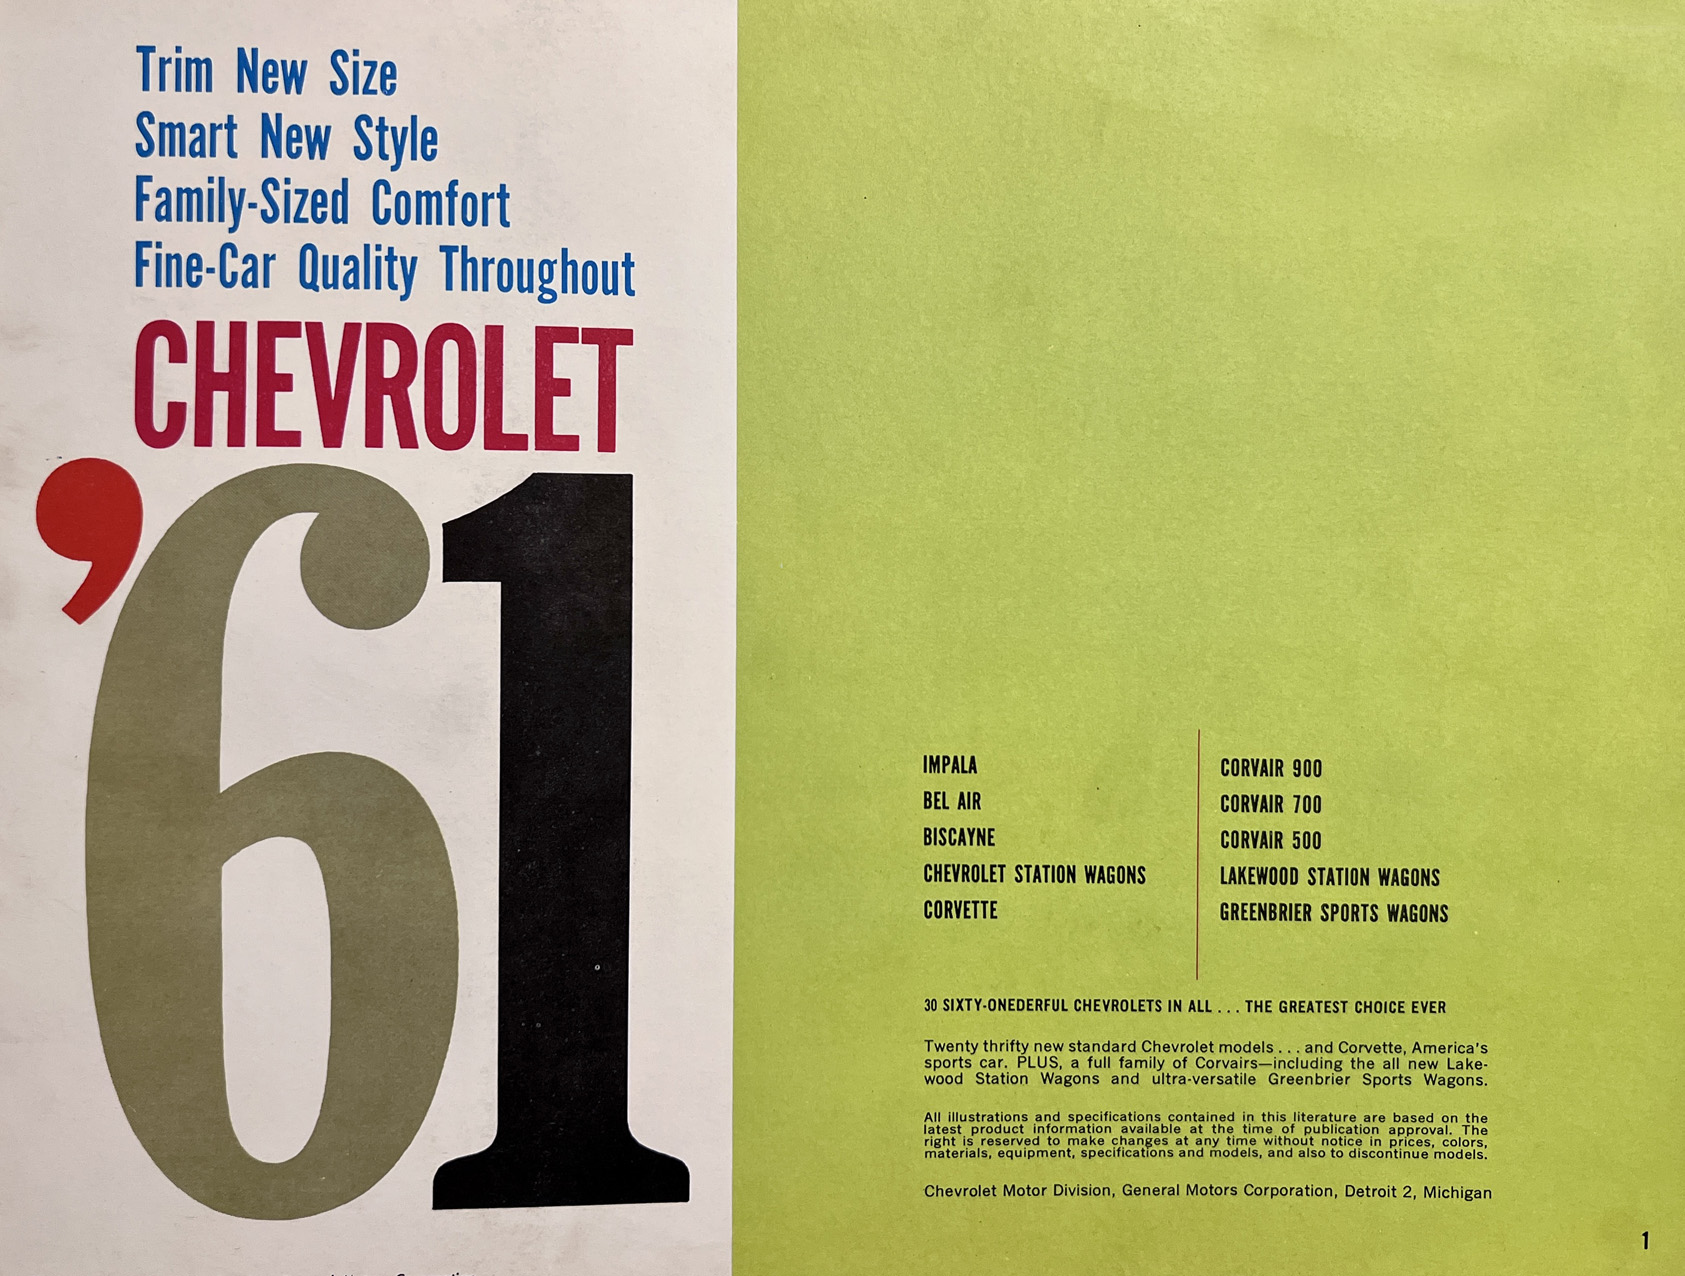 Trim New Size
Smart New Style
Family-Sized Comfort
Fine-Car Quality Throughout
CHEVROLET
’61
IMPALA
BEL AIR
BISCAYNE
CHEVROLET STATION WAGONS
CORVETTE
CORVAIR 900
CORVAIR 700
CORVAIR 500
LAKEWOOD STATION WAGONS
GREENBRIER SPORTS WAGONS
30 SIXTY-ONEDERFUL CHEVROLETS IN ALL . . . THE GREATEST CHOICE EVER
Twenty thrifty new standard Chevrolet models . . . and Corvette, America's
sports car. PLUS, a full family of Corvairs—including the all new Lake-
wood Station Wagons and ultra-versatile Greenbrier Sports Wagons.
All illustrations and specifications contained in this literature are based on the
latest product information available at the time of publication approval. The
right is reserved to make changes at any time without notice in prices, colors,
materials, equipment, specifications and models, and also to discontinue models.
Chevrolet Motor Division, General Motors Corporation, Detroit 2, Michigan
1